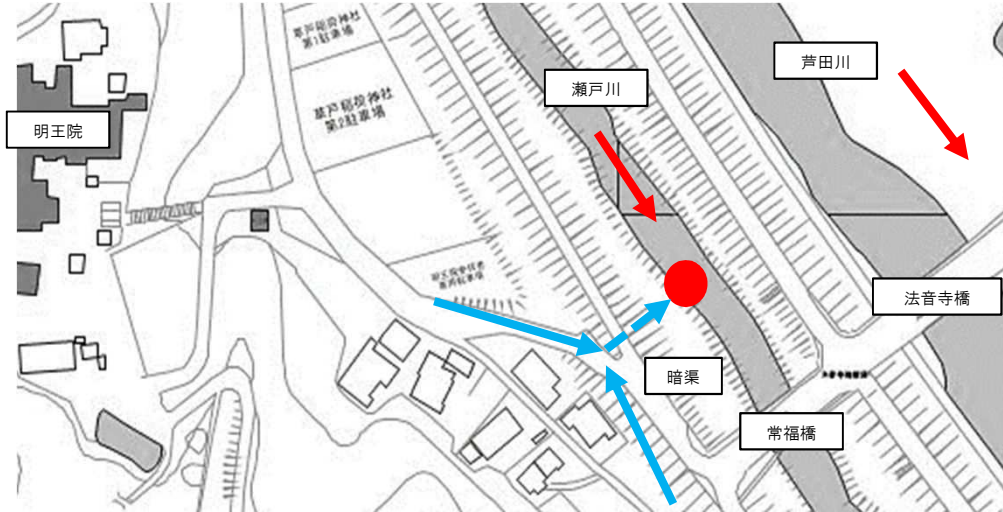 草戸稲荷神社
第1駐車場
芦田川
瀬戸川
草戸稲荷神社
第2駐車場
明王院
法音寺橋
暗渠
常福橋